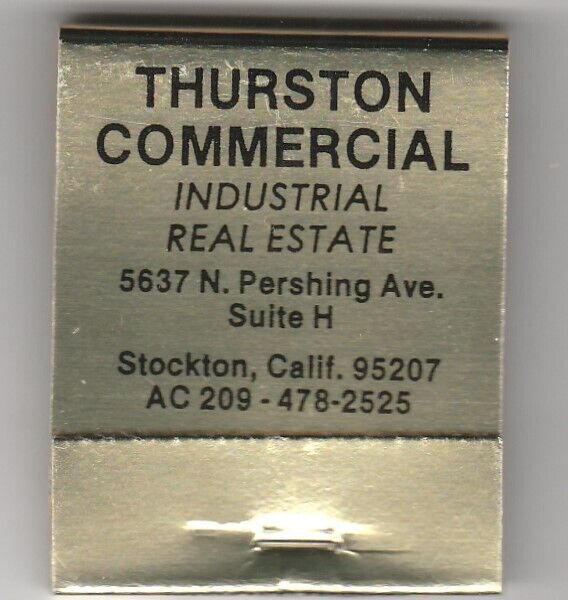 THURSTON
COMMERCIAL
INDUSTRIAL
REAL ESTATE
5637 N. Pershing Ave.
Suite H
Stockton, Calif. 95207
AC 209 - 478-2525